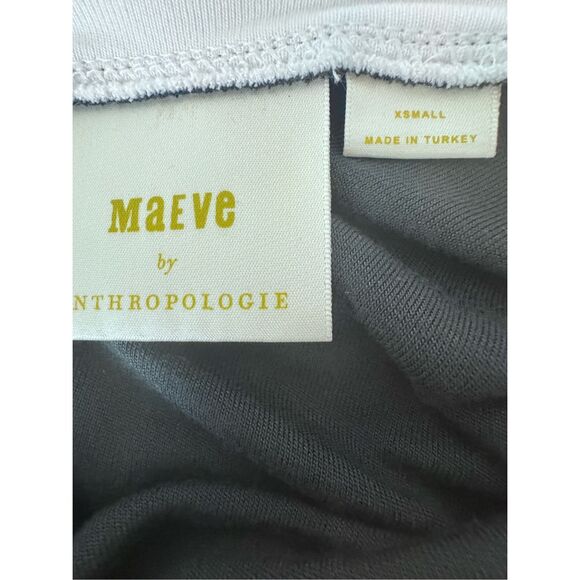 MaEve
by
NTHROPOLOGIE
XSMALL
MADE IN TURKEY